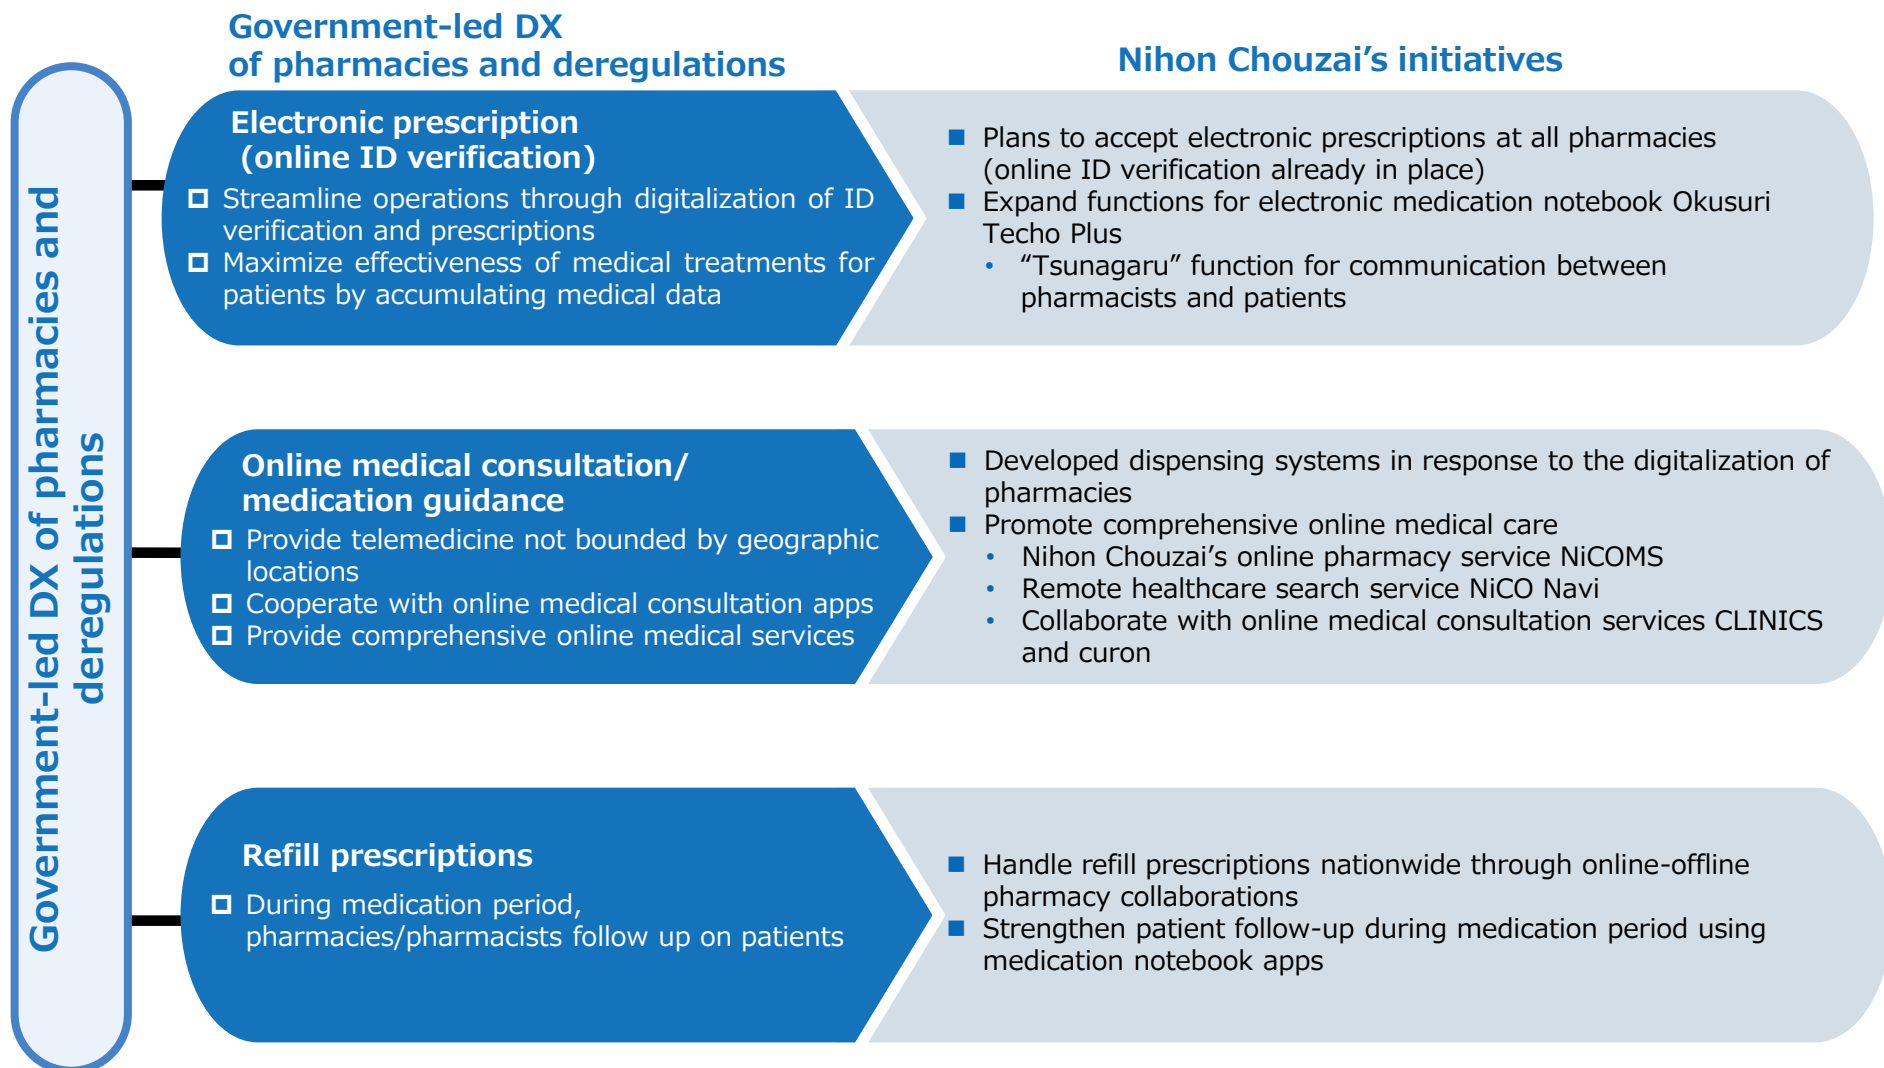 Government-led DX
of pharmacies and deregulations
Nihon Chouzai’s initiatives
Government-led DX of pharmacies and
deregulations
Electronic prescription
(online ID verification)
Streamline operations through digitalization of ID
verification and prescriptions
Maximize effectiveness of medical treatments for
patients by accumulating medical data
Plans to accept electronic prescriptions at all pharmacies
(online ID verification already in place)
Expand functions for electronic medication notebook Okusuri
Techo Plus
• “Tsunagaru” function for communication between
pharmacists and patients
Online medical consultation/
medication guidance
Provide telemedicine not bounded by geographic
locations
Cooperate with online medical consultation apps
Provide comprehensive online medical services
Developed dispensing systems in response to the digitalization of
pharmacies
Promote comprehensive online medical care
• Nihon Chouzai’s online pharmacy service NiCOMS
• Remote healthcare search service NiCO Navi
• Collaborate with online medical consultation services CLINICS
and curon
Refill prescriptions
During medication period,
pharmacies/pharmacists follow up on patients
Handle refill prescriptions nationwide through online-offline
pharmacy collaborations
Strengthen patient follow-up during medication period using
medication notebook apps